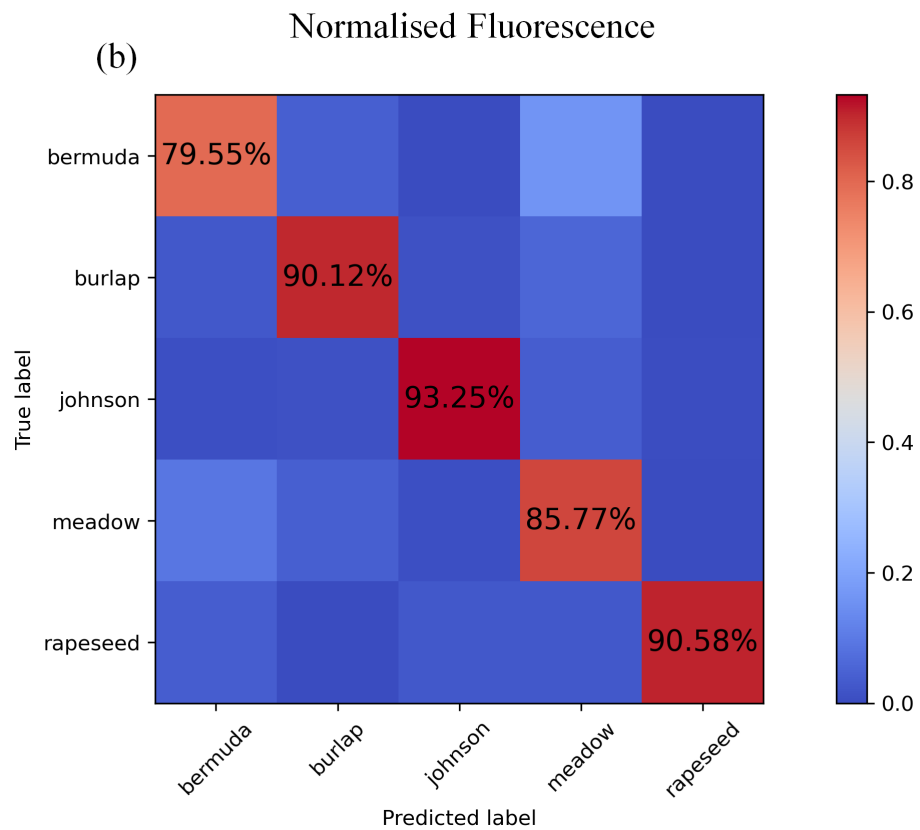 Normalised Fluorescence
(b)
bermuda
burlap
johnson
meadow
rapeseed
True label
79.55%
90.12%
93.25%
85.77%
90.58%
bermuda
burlap
johnson
meadow
rapeseed
Predicted label
0.8
0.6
0.4
0.2
0.0